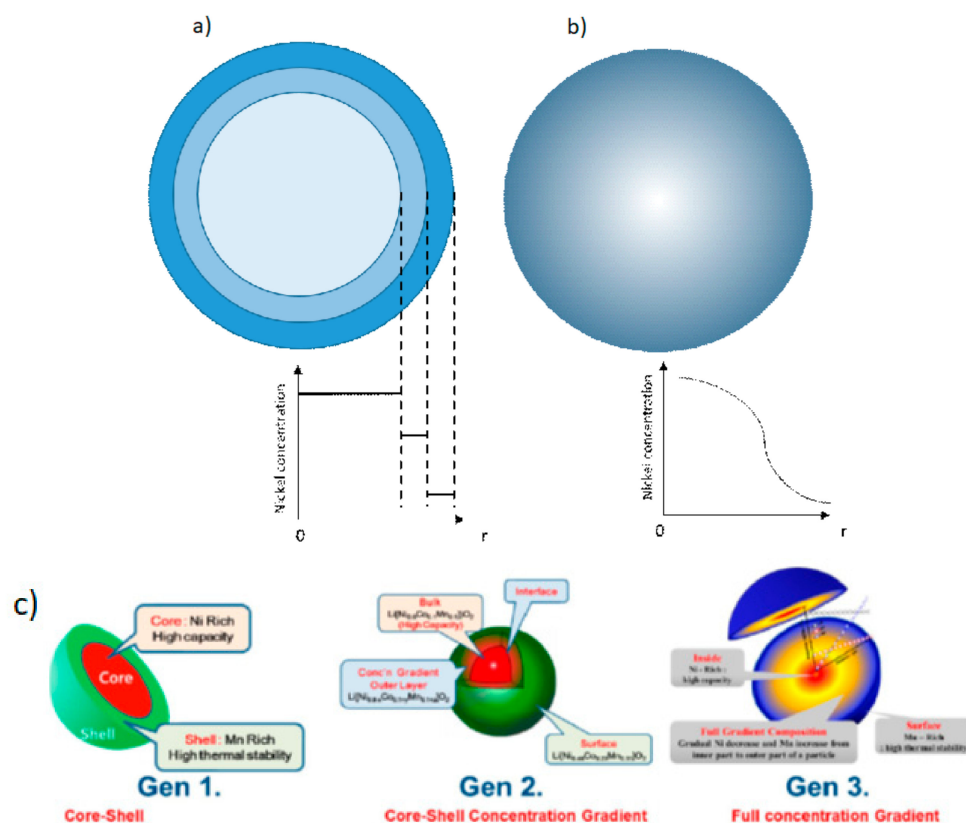 a)
b)
Nickel concentration
0
r
Nickel concentration
0
r
c)
Core: Ni Rich
High capacity
Core
Shell
Shell: Mn Rich
High thermal stability
Gen 1.
Core-Shell
Bulk
(High Capacity)
Interface
Conc'n Gradient
Outer Layer
Surface
Gen 2.
Core-Shell Concentration Gradient
Inside
Ni - Rich :
high capacity
Full Gradient Composition
Gradual Ni decrease and Mn increase from
inner part to outer part of a particle
Surface
Mn - Rich
: high thermal stability
Gen 3.
Full concentration Gradient